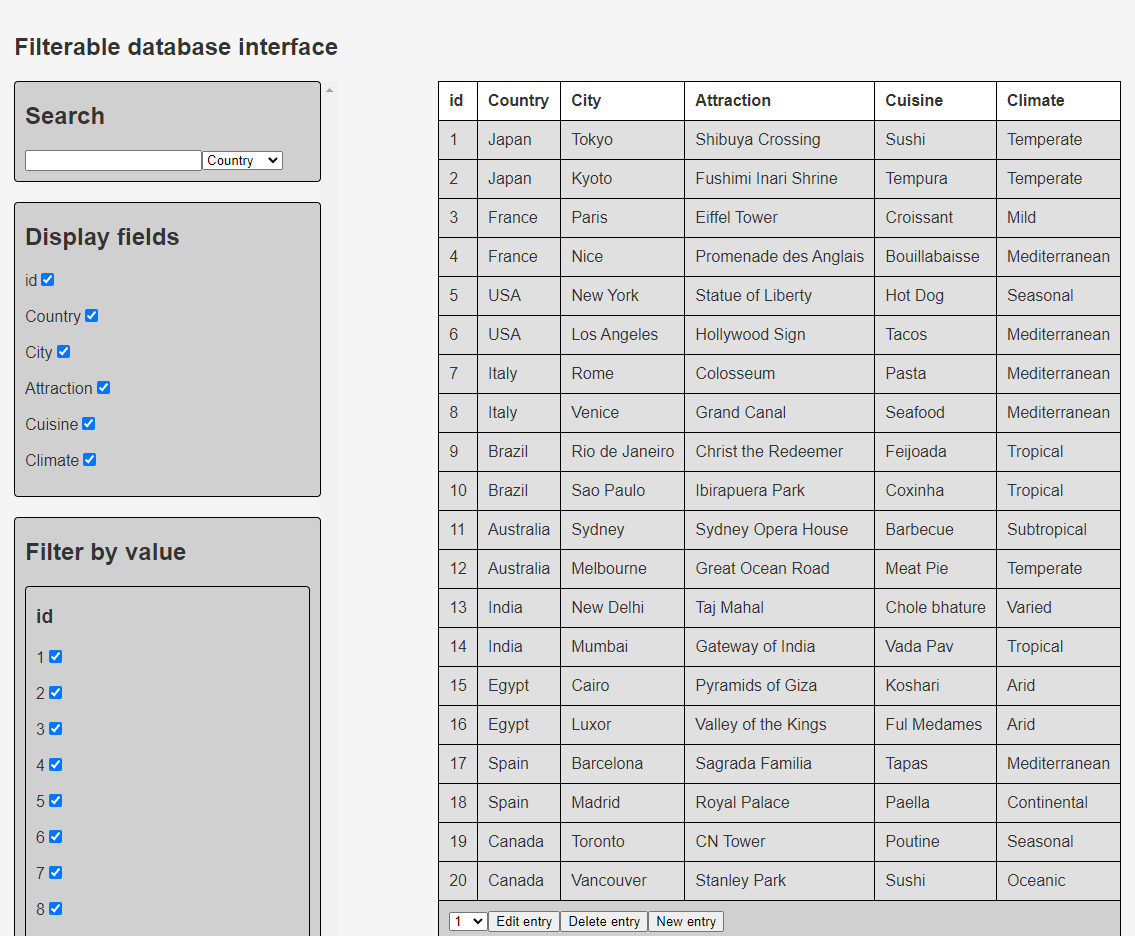 Filterable database interface
Search
Country
Display fields
id
Country
City
Attraction
Cuisine
Climate
Filter by value
id
1
2
3
4
5
6
7
8
id Country City Attraction Cuisine Climate
1 Japan Tokyo Shibuya Crossing Sushi Temperate
2 Japan Kyoto Fushimi Inari Shrine Tempura Temperate
3 France Paris Eiffel Tower Croissant Mild
4 France Nice Promenade des Anglais Bouillabaisse Mediterranean
5 USA New York Statue of Liberty Hot Dog Seasonal
6 USA Los Angeles Hollywood Sign Tacos Mediterranean
7 Italy Rome Colosseum Pasta Mediterranean
8 Italy Venice Grand Canal Seafood Mediterranean
9 Brazil Rio de Janeiro Christ the Redeemer Feijoada Tropical
10 Brazil Sao Paulo Ibirapuera Park Coxinha Tropical
11 Australia Sydney Sydney Opera House Barbecue Subtropical
12 Australia Melbourne Great Ocean Road Meat Pie Temperate
13 India New Delhi Taj Mahal Chole bhature Varied
14 India Mumbai Gateway of India Vada Pav Tropical
15 Egypt Cairo Pyramids of Giza Koshari Arid
16 Egypt Luxor Valley of the Kings Ful Medames Arid
17 Spain Barcelona Sagrada Familia Tapas Mediterranean
18 Spain Madrid Royal Palace Paella Continental
19 Canada Toronto CN Tower Poutine Seasonal
20 Canada Vancouver Stanley Park Sushi Oceanic
1 Edit entry Delete entry New entry